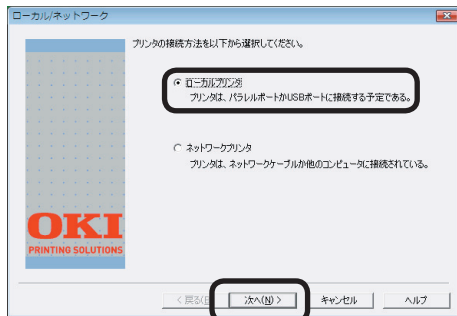 ローカル/ネットワーク
プリンタの接続方法を以下から選択してください。
ローカルプリンタ
プリンタは、パラレルポートかUSBポートに接続する予定である。
ネットワークプリンタ
プリンタは、ネットワークケーブルか他のコンピュータに接続されている。
OKI
PRINTING SOLUTIONS
< 戻る(B 次へ(N) > キャンセル ヘルプ